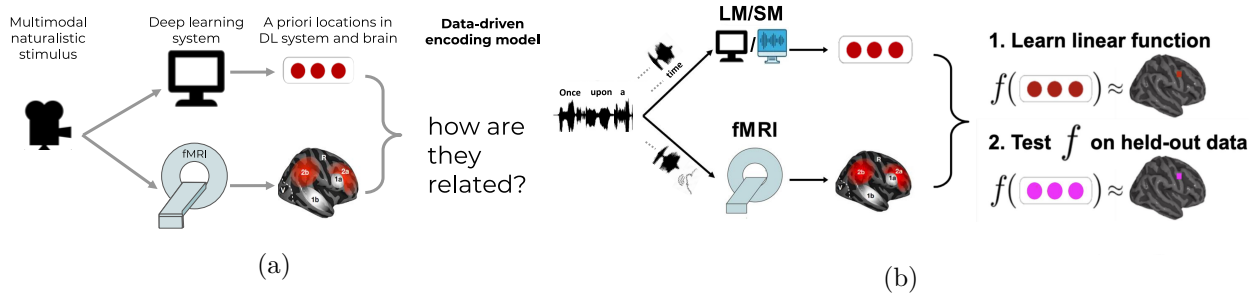 Multimodal
naturalistic
stimulus
Deep learning
system
A priori locations in
DL system and brain
Data-driven
encoding model
fMRI
R
2b
2a
1a
1b
V
how are
they
related?
(a)
Once upon a
time
LM/SM
/
fMRI
R
2b
2a
1a
1b
V
1. Learn linear function
f( ) ≈
2. Test f on held-out data
f( ) ≈
(b)